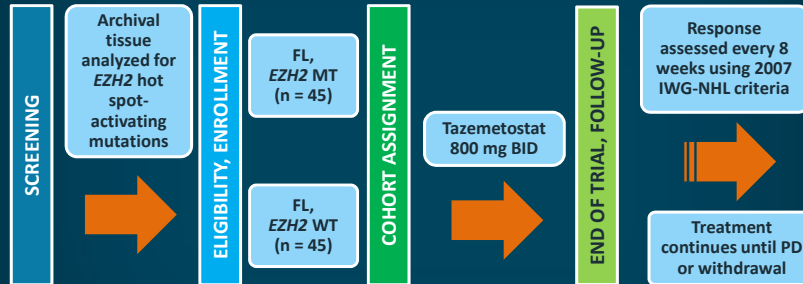 SCREENING
Archival
tissue
analyzed for
EZH2 hot
spot-
activating
mutations
ELIGIBILITY, ENROLLMENT
FL,
EZH2 MT
(n = 45)
FL,
EZH2 WT
(n = 45)
COHORT ASSIGNMENT
Tazemetostat
800 mg BID
END OF TRIAL, FOLLOW-UP
Response
assessed every 8
weeks using 2007
IWG-NHL criteria
Treatment
continues until PD
or withdrawal